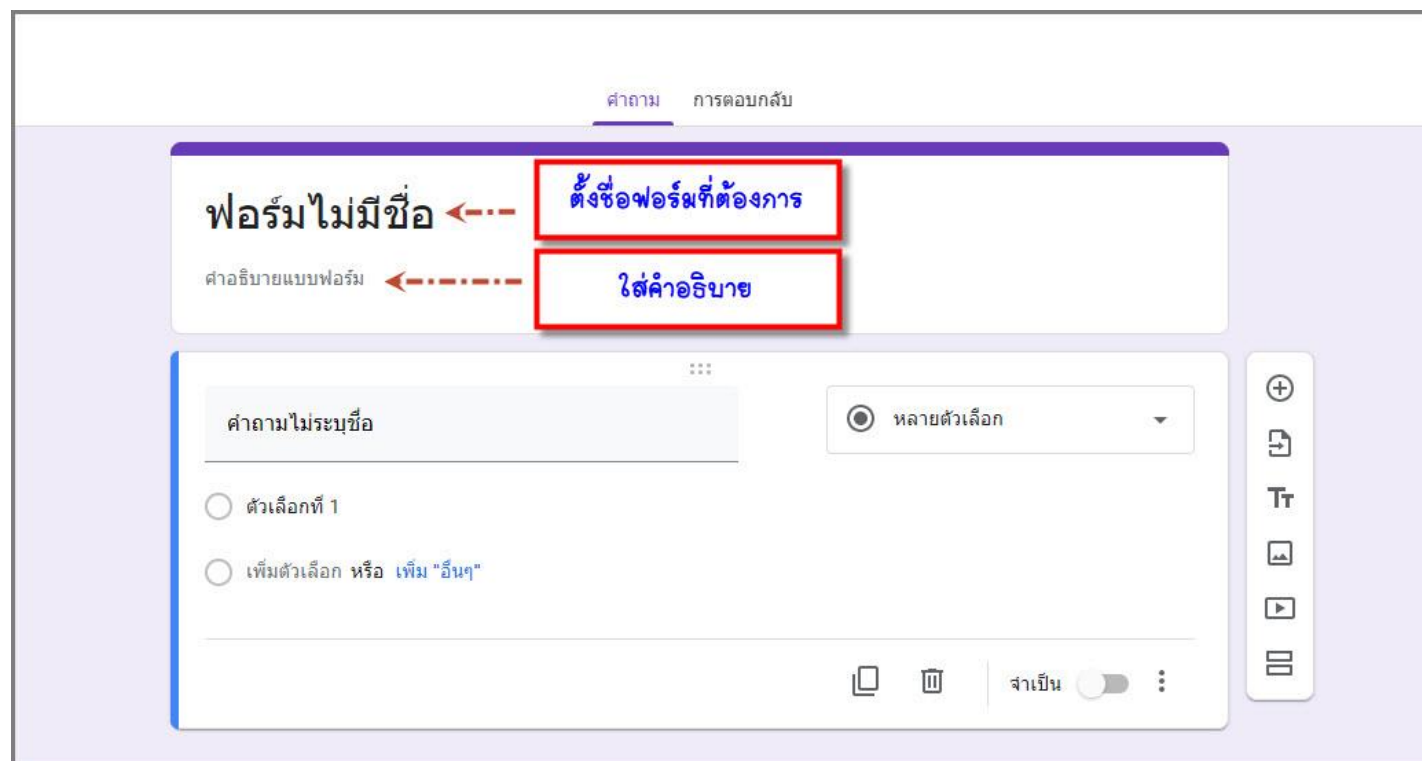 คำถาม การตอบกลับ
ฟอร์มไม่มีชื่อ
ตั้งชื่อฟอร์มที่ต้องการ
คำอธิบายแบบฟอร์ม
ใส่คำอธิบาย
คำถามไม่ระบุชื่อ
หลายตัวเลือก
ตัวเลือกที่ 1
เพิ่มตัวเลือก หรือ เพิ่ม "อื่นๆ"
จำเป็น